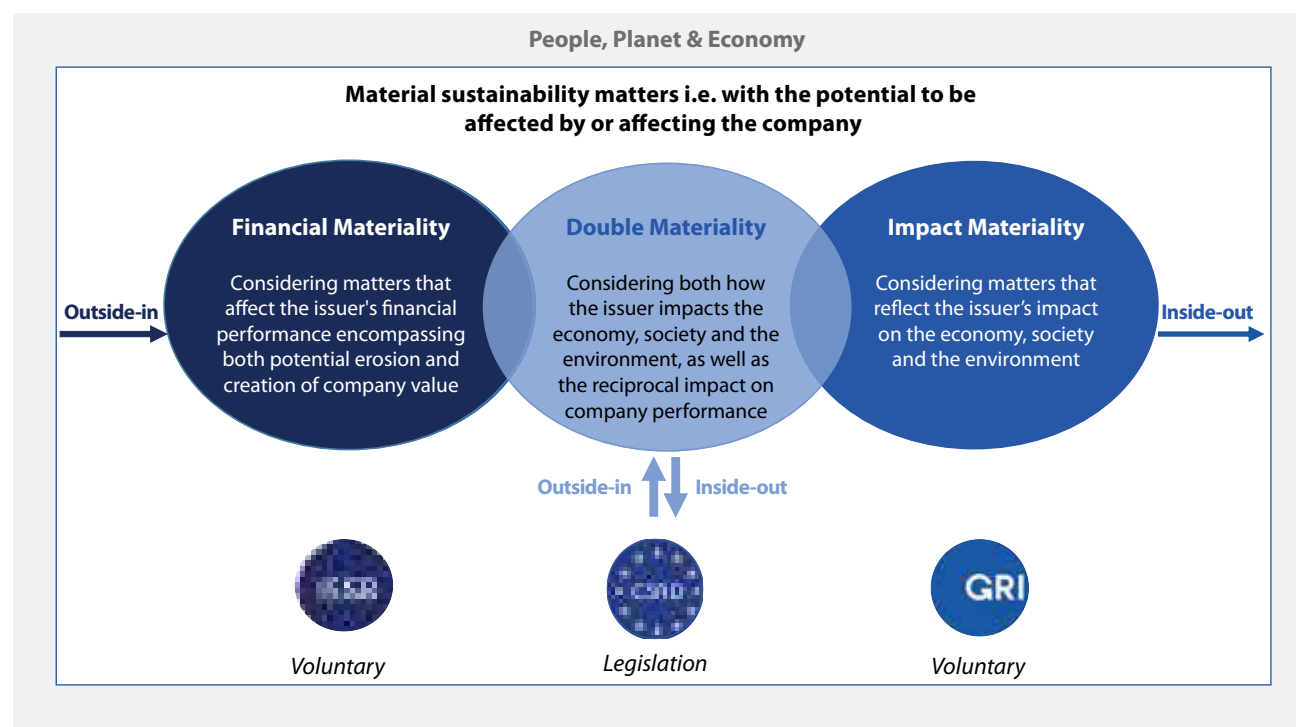 People, Planet & Economy
Material sustainability matters i.e. with the potential to be
affected by or affecting the company
Financial Materiality
Considering matters that
affect the issuer's financial
performance encompassing
both potential erosion and
creation of company value
Double Materiality
Considering both how
the issuer impacts the
economy, society and the
environment, as well as
the reciprocal impact on
company performance
Impact Materiality
Considering matters that
reflect the issuer’s impact
on the economy, society
and the environment
Outside-in
Inside-out
Outside-in
Inside-out
CSRD
GRI
Voluntary
Legislation
Voluntary